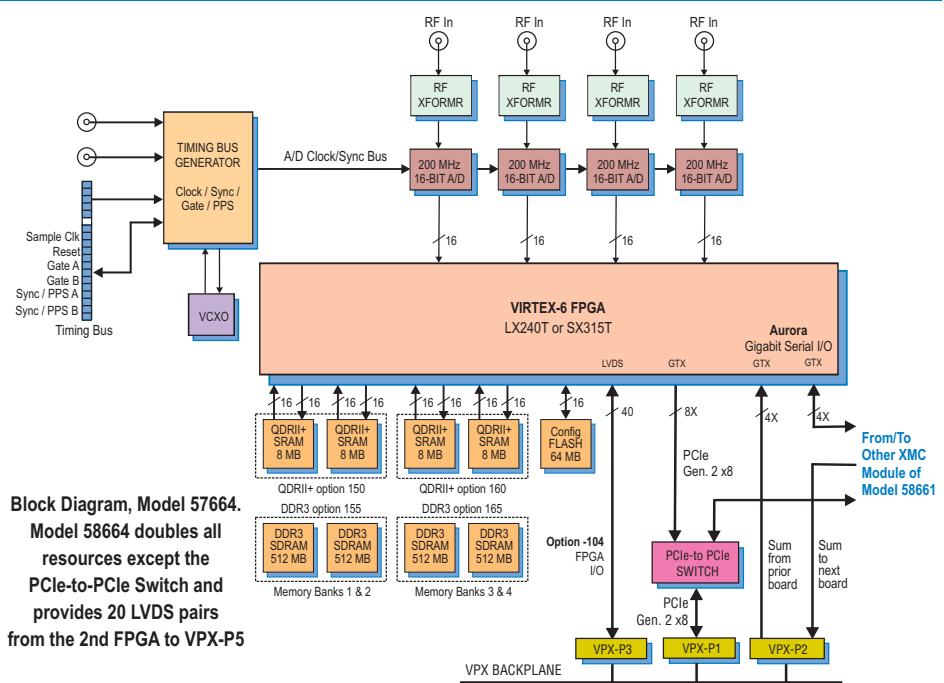 RF In
RF In
RF In
RF In
RF
XFORMR
RF
XFORMR
RF
XFORMR
RF
XFORMR
TIMING BUS
GENERATOR
Clock / Sync /
Gate / PPS
A/D Clock/Sync Bus
200 MHz
16-BIT A/D
200 MHz
16-BIT A/D
200 MHz
16-BIT A/D
200 MHz
16-BIT A/D
16
16
16
16
Sample Clk
Reset
Gate A
Gate B
Sync / PPS A
Sync / PPS B
Timing Bus
VCXO
VIRTEX-6 FPGA
LX240T or SX315T
Aurora
Gigabit Serial I/O
LVDS
GTX
GTX
GTX
16
16
16
16
16
16
16
16
16
40
8X
4X
4X
QDRII+
SRAM
8 MB
QDRII+
SRAM
8 MB
QDRII+
SRAM
8 MB
QDRII+
SRAM
8 MB
Config
FLASH
64 MB
QDRII+ option 150
QDRII+ option 160
DDR3 option 155
DDR3 option 165
DDR3
SDRAM
512 MB
DDR3
SDRAM
512 MB
DDR3
SDRAM
512 MB
DDR3
SDRAM
512 MB
Memory Banks 1 & 2
Memory Banks 3 & 4
PCIe
Gen. 2 x8
From/To
Other XMC
Module of
Model 58661
Option -104
FPGA
I/O
PCIe-to PCIe
SWITCH
PCIe
Gen. 2 x8
Sum
from
prior
board
Sum
to
next
board
VPX-P3
VPX-P1
VPX-P2
VPX BACKPLANE
Block Diagram, Model 57664.
Model 58664 doubles all
resources except the
PCIe-to-PCIe Switch and
provides 20 LVDS pairs
from the 2nd FPGA to VPX-P5